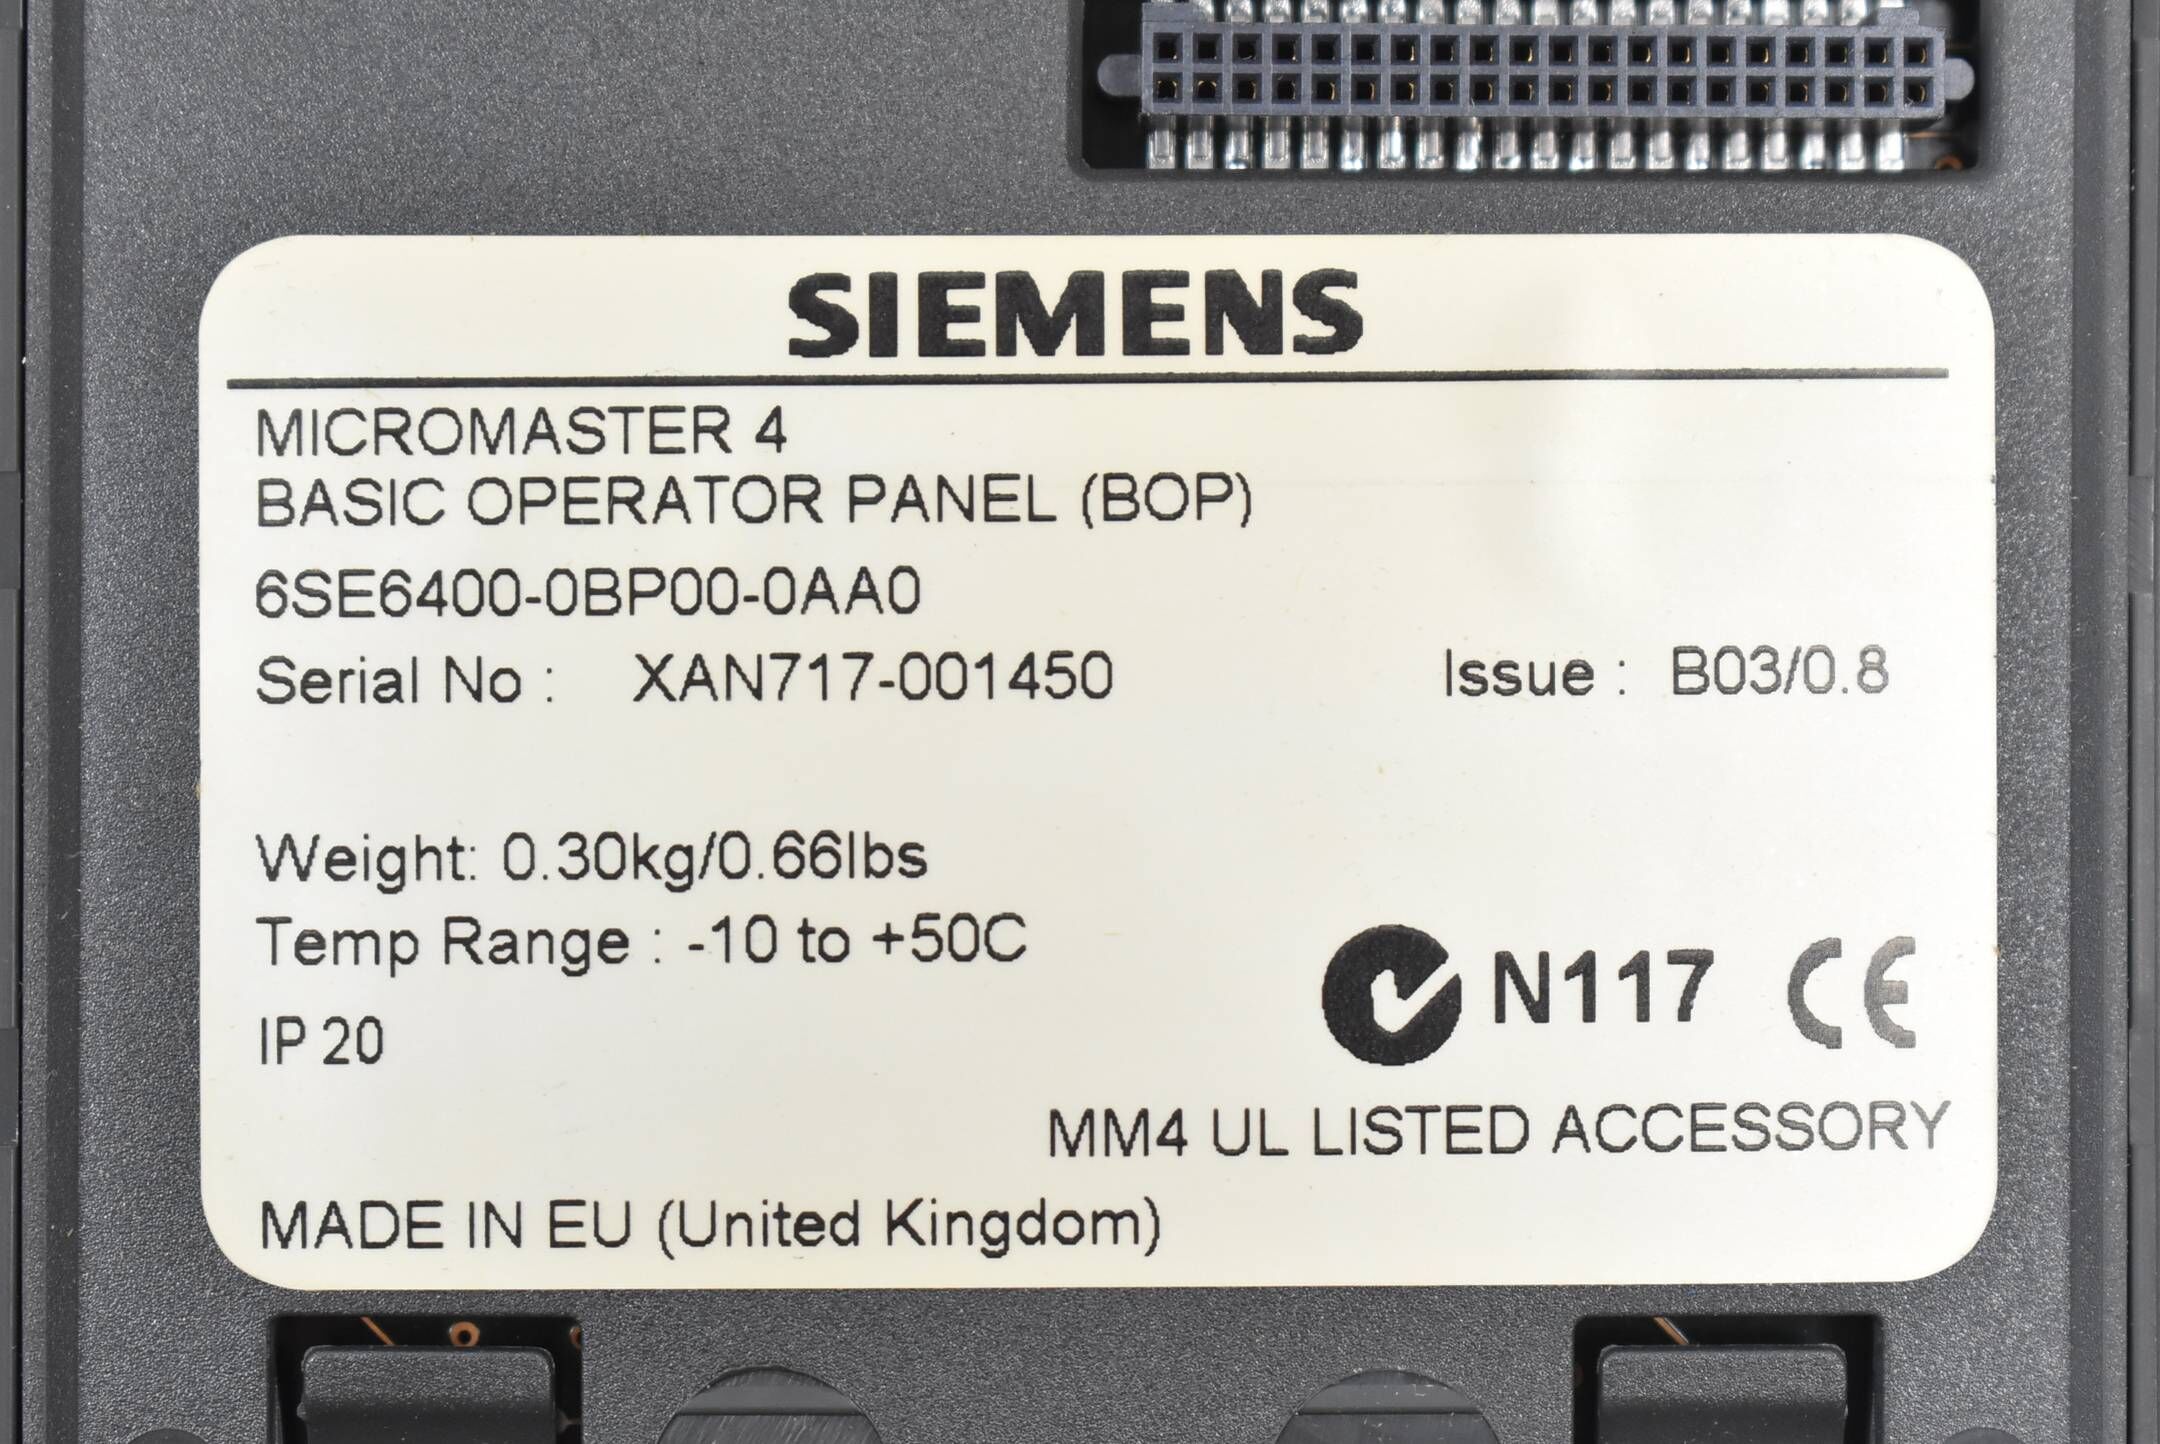 SIEMENS
MICROMASTER 4
BASIC OPERATOR PANEL (BOP)
6SE6400-0BP00-0AA0
Serial No : XAN717-001450 Issue : B03/0.8
Weight: 0.30kg/0.66lbs
Temp Range : -10 to +50C
N117 CE
IP 20
MM4 UL LISTED ACCESSORY
MADE IN EU (United Kingdom)